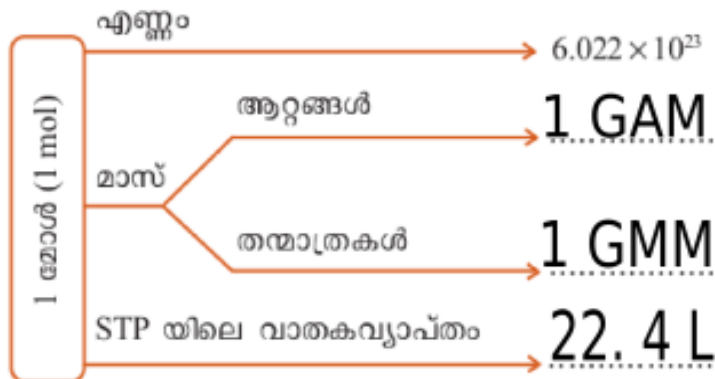 എണ്ണം
6.022 × 10²³
ആറ്റങ്ങൾ
1 GAM
1 മോൾ (1 mol)
മാസ്
തന്മാത്രകൾ
1 GMM
STP യിലെ വാതകവ്യാപ്തം
22. 4 L